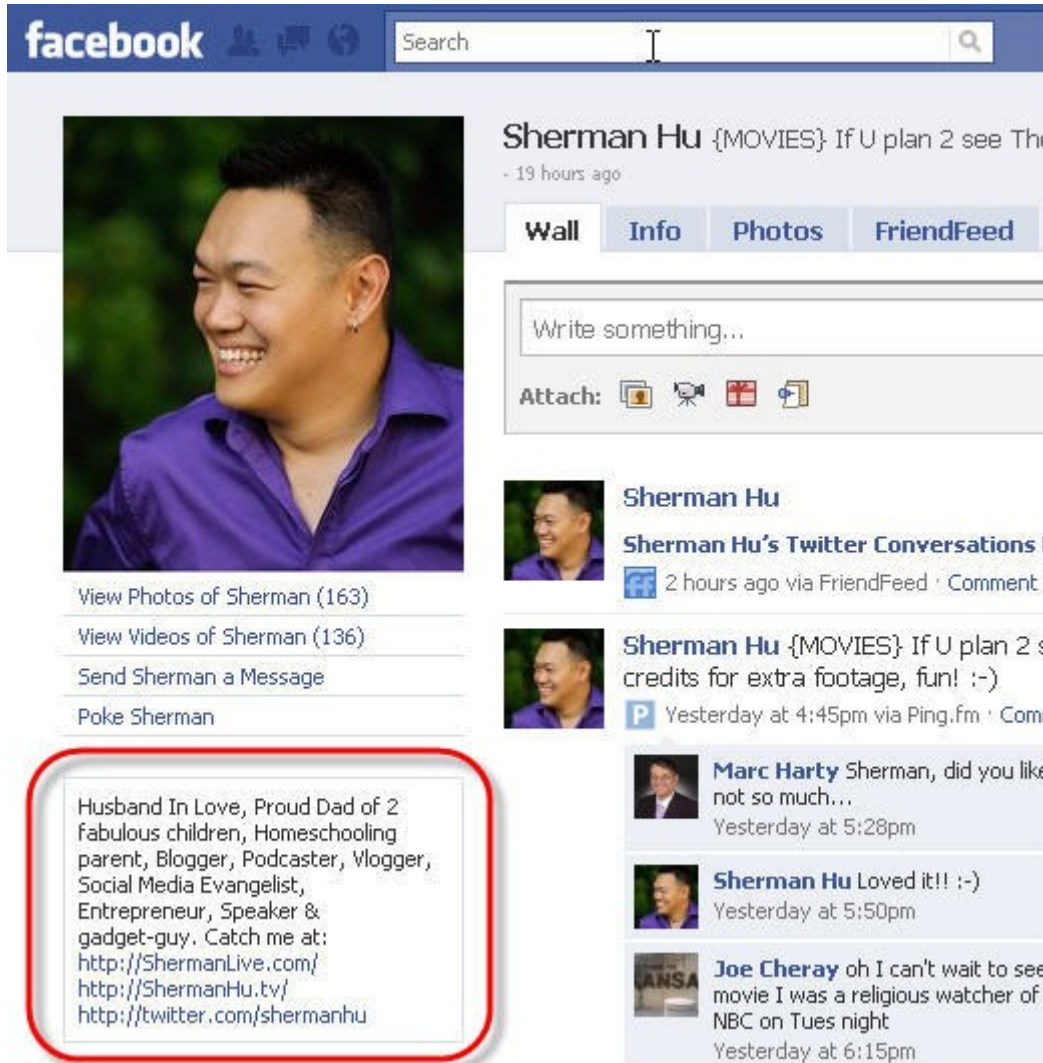 facebook
Search
Sherman Hu {MOVIES} If U plan 2 see The
- 19 hours ago
Wall Info Photos FriendFeed
Write something...
Attach:
View Photos of Sherman (163)
View Videos of Sherman (136)
Send Sherman a Message
Poke Sherman
Husband In Love, Proud Dad of 2
fabulous children, Homeschooling
parent, Blogger, Podcaster, Vlogger,
Social Media Evangelist,
Entrepreneur, Speaker &
gadget-guy. Catch me at:
http://ShermanLive.com/
http://ShermanHu.tv/
http://twitter.com/shermanhu
Sherman Hu
Sherman Hu's Twitter Conversations
ff 2 hours ago via FriendFeed · Comment
Sherman Hu {MOVIES} If U plan 2
credits for extra footage, fun! :-)
P Yesterday at 4:45pm via Ping.fm ·
Marc Harty Sherman, did you like
not so much...
Yesterday at 5:28pm
Sherman Hu Loved it!! :-)
Yesterday at 5:50pm
Joe Cheray oh I can't wait to see
movie I was a religious watcher of
NBC on Tues night
Yesterday at 6:15pm